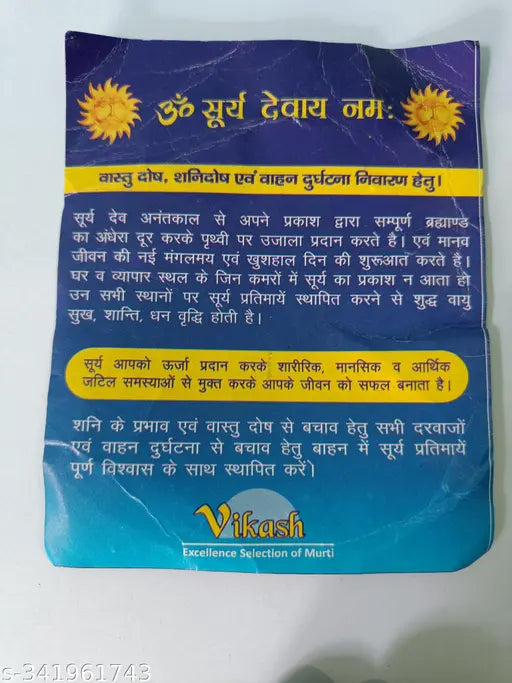 ॐ सूर्य देवाय नमः
वास्तु दोष, शनिदोष एवं वाहन दुर्घटना निवारण हेतु।
सूर्य देव अनंतकाल से अपने प्रकाश द्वारा सम्पूर्ण ब्रह्माण्ड
का अंधेरा दूर करके पृथ्वी पर उजाला प्रदान करते है। एवं मानव
जीवन की नई मंगलमय एवं खुशहाल दिन की शुरूआत करते है।
घर व व्यापार स्थल के जिन कमरों में सूर्य का प्रकाश न आता हो
उन सभी स्थानों पर सूर्य प्रतिमायें स्थापित करने से शुद्ध वायु
सुख, शान्ति, धन वृद्धि होती है।
सूर्य आपको ऊर्जा प्रदान करके शारीरिक, मानसिक व आर्थिक
जटिल समस्याओं से मुक्त करके आपके जीवन को सफल बनाता है।
शनि के प्रभाव एवं वास्तु दोष से बचाव हेतु सभी दरवाजों
एवं वाहन दुर्घटना से बचाव हेतु बाहन में सूर्य प्रतिमायें
पूर्ण विश्वास के साथ स्थापित करें।
Vikash
Excellence Selection of Murti
s-341961743